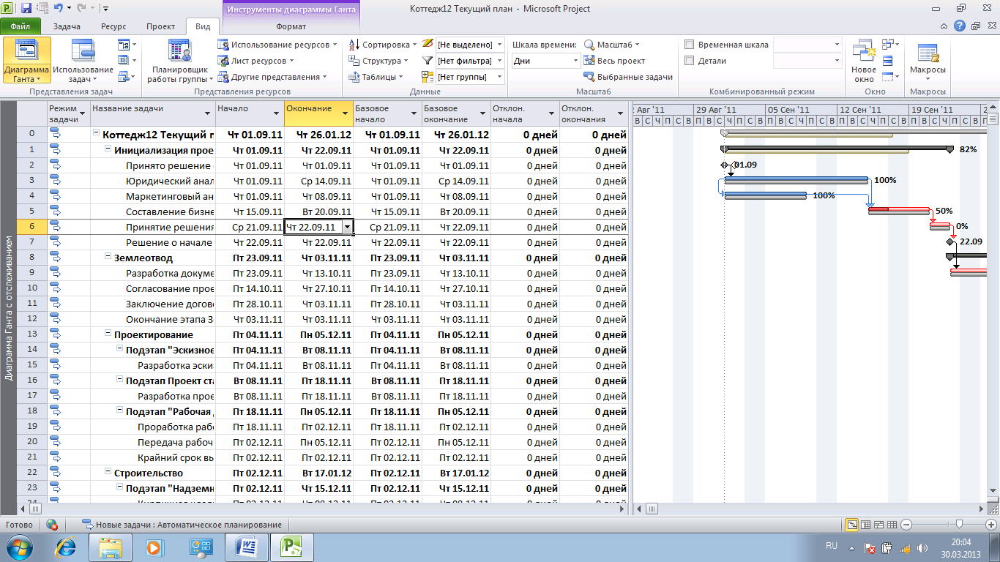 Инструменты диаграммы Ганта
Коттедж12 Текущий план - Microsoft Project
Файл Задача Ресурс Проект Вид Формат
Диаграмма Ганта
Использование задач
Представления задач
Планировщик работы группы
Использование ресурсов
Лист ресурсов
Другие представления
Представления ресурсов
Сортировка [Не выделено]
Структура [Нет фильтра]
Таблицы [Нет группы]
Данные
Шкала времени: Масштаб
Дни Весь проект
Выбранные задачи
Масштаб
Временная шкала
Детали
Комбинированный режим
Новое окно
Окно
Макросы
Макросы
Режим задачи Название задачи Начало Окончание Базовое начало Базовое окончание Отклон. начала Отклон. окончания
Авг '11 29 Авг '11 05 Сен '11 12 Сен '11 19 Сен '11 2
В С Ч П С В П В С Ч П С В П В С Ч П С В П В С Ч П С В П В С Ч П С В П
0 Коттедж12 Текущий п Чт 01.09.11 Чт 26.01.12 Чт 01.09.11 Чт 26.01.12 0 дней 0 дней
1 Инициализация прое Чт 01.09.11 Чт 22.09.11 Чт 01.09.11 Чт 22.09.11 0 дней 0 дней 82%
2 Принято решение Чт 01.09.11 Чт 01.09.11 Чт 01.09.11 Чт 01.09.11 0 дней 0 дней 01.09
3 Юридический анал Чт 01.09.11 Ср 14.09.11 Чт 01.09.11 Ср 14.09.11 0 дней 0 дней 100%
4 Маркетинговый ан Чт 01.09.11 Чт 08.09.11 Чт 01.09.11 Чт 08.09.11 0 дней 0 дней 100%
5 Составление бизне Чт 15.09.11 Вт 20.09.11 Чт 15.09.11 Вт 20.09.11 0 дней 0 дней 50%
6 Принятие решения Ср 21.09.11 Чт 22.09.11 Ср 21.09.11 Чт 22.09.11 0 дней 0 дней 0%
7 Решение о начале Чт 22.09.11 Чт 22.09.11 Чт 22.09.11 Чт 22.09.11 0 дней 0 дней 22.09
8 Землеотвод Пт 23.09.11 Чт 03.11.11 Пт 23.09.11 Чт 03.11.11 0 дней 0 дней
9 Разработка докуме Пт 23.09.11 Чт 13.10.11 Пт 23.09.11 Чт 13.10.11 0 дней 0 дней
10 Согласование прое Пт 14.10.11 Чт 27.10.11 Пт 14.10.11 Чт 27.10.11 0 дней 0 дней
11 Заключение догово Пт 28.10.11 Чт 03.11.11 Пт 28.10.11 Чт 03.11.11 0 дней 0 дней
12 Окончание этапа З Чт 03.11.11 Чт 03.11.11 Чт 03.11.11 Чт 03.11.11 0 дней 0 дней
13 Проектирование Пт 04.11.11 Пн 05.12.11 Пт 04.11.11 Пн 05.12.11 0 дней 0 дней
14 Подэтап "Эскизное Пт 04.11.11 Вт 08.11.11 Пт 04.11.11 Вт 08.11.11 0 дней 0 дней
15 Разработка эски Пт 04.11.11 Вт 08.11.11 Пт 04.11.11 Вт 08.11.11 0 дней 0 дней
16 Подэтап Проект ста Вт 08.11.11 Пт 18.11.11 Вт 08.11.11 Пт 18.11.11 0 дней 0 дней
17 Разработка прое Вт 08.11.11 Пт 18.11.11 Вт 08.11.11 Пт 18.11.11 0 дней 0 дней
18 Подэтап "Рабочая Пт 18.11.11 Пн 05.12.11 Пт 18.11.11 Пн 05.12.11 0 дней 0 дней
19 Проработка рабо Пт 18.11.11 Пт 02.12.11 Пт 18.11.11 Пт 02.12.11 0 дней 0 дней
20 Передача рабоч Пт 02.12.11 Пн 05.12.11 Пт 02.12.11 Пн 05.12.11 0 дней 0 дней
21 Крайний срок вы Пт 02.12.11 Пт 02.12.11 Пт 02.12.11 Пт 02.12.11 0 дней 0 дней
22 Строительство Пт 02.12.11 Вт 17.01.12 Пт 02.12.11 Вт 17.01.12 0 дней 0 дней
23 Подэтап "Надземн Пт 02.12.11 Чт 15.12.11 Пт 02.12.11 Чт 15.12.11 0 дней 0 дней
Диаграмма Ганта с отслеживанием
Готово Новые задачи : Автоматическое планирование
RU 20:04
30.03.2013